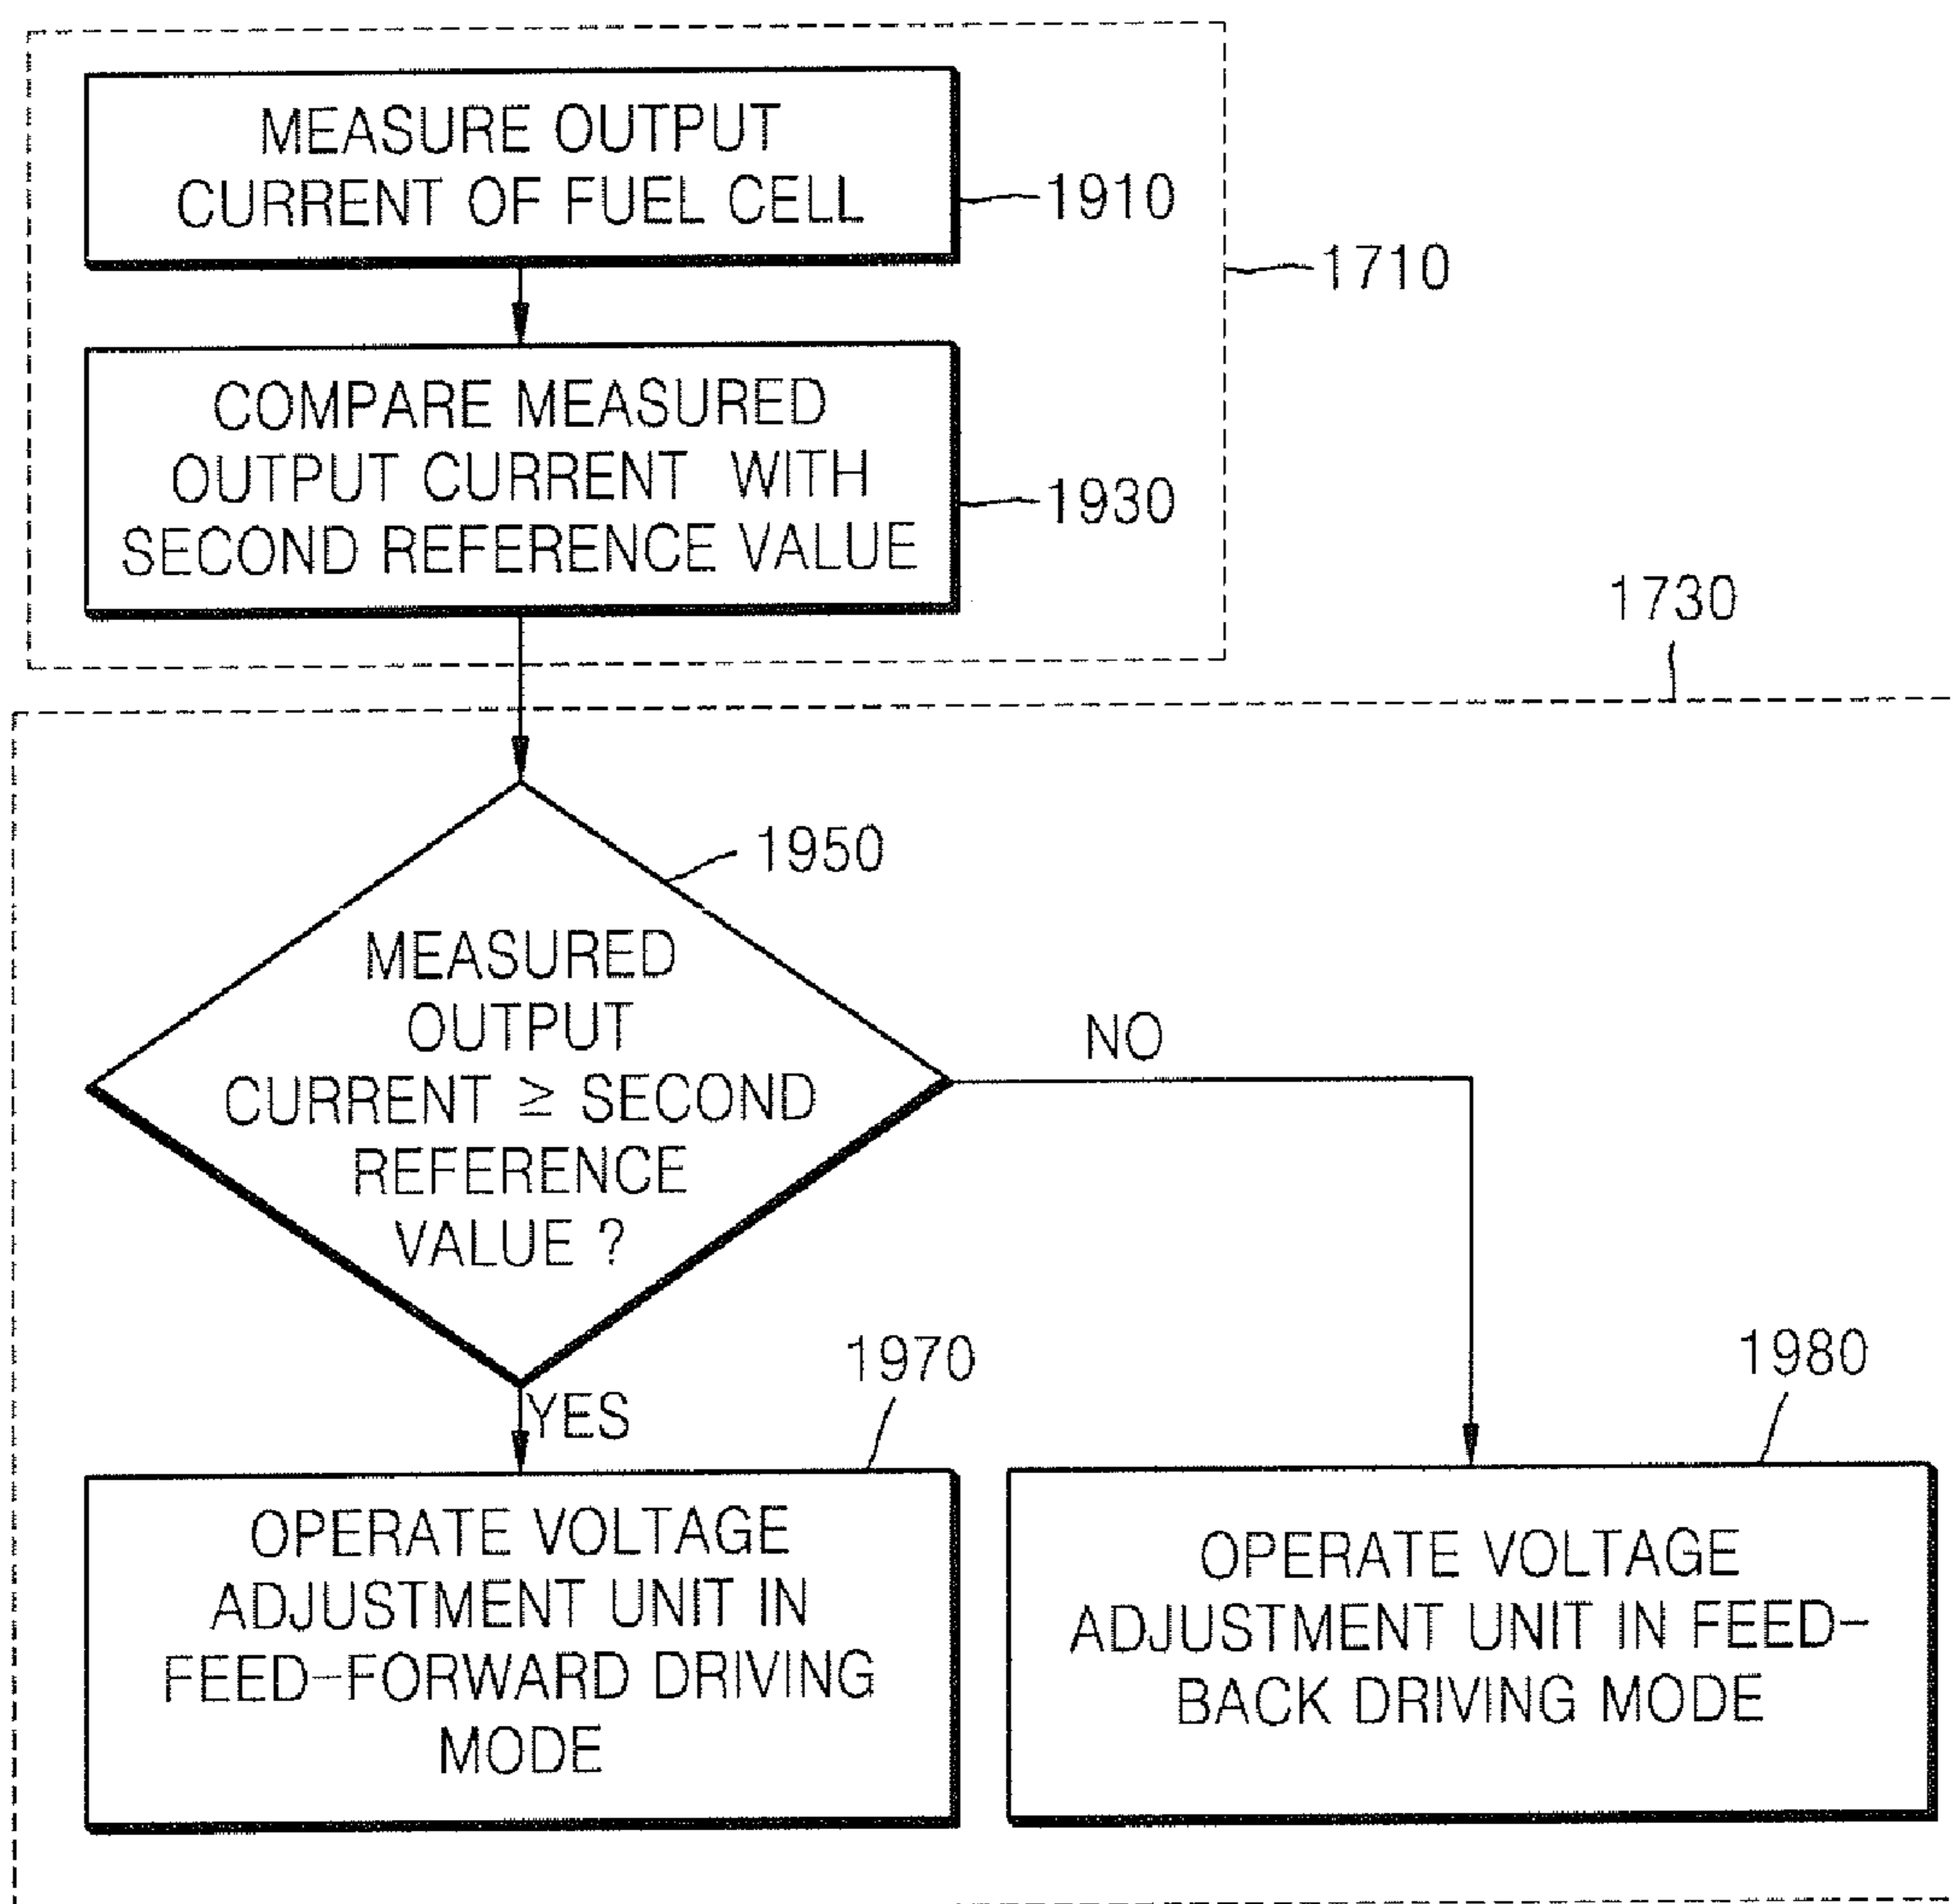 MEASURE OUTPUT
CURRENT OF FUEL CELL
1910
1710
COMPARE MEASURED
OUTPUT CURRENT WITH
SECOND REFERENCE VALUE
1930
1730
1950
MEASURED
OUTPUT
CURRENT ≥ SECOND
REFERENCE
VALUE ?
NO
YES
1970
1980
OPERATE VOLTAGE
ADJUSTMENT UNIT IN
FEED-FORWARD DRIVING
MODE
OPERATE VOLTAGE
ADJUSTMENT UNIT IN FEED-
BACK DRIVING MODE